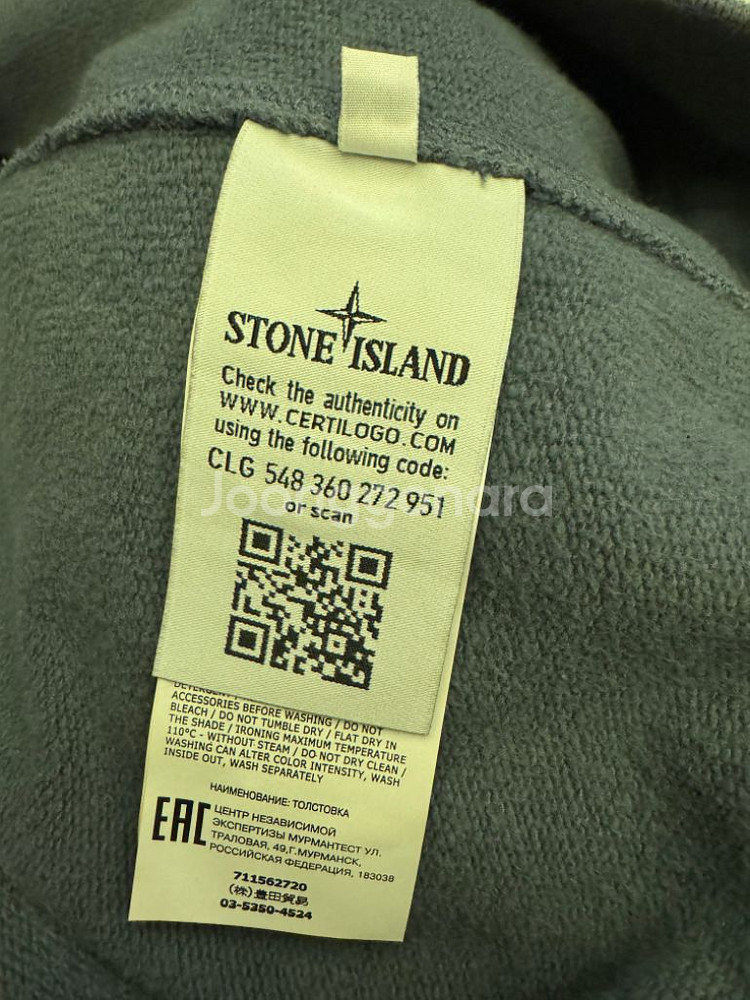 STONE ISLAND
Check the authenticity on
WWW.CERTILOGO.COM
using the following code:
CLG 548 360 272 951
or scan
Joonggonara
DETERGENT /
ACCESSORIES BEFORE WASHING / DO NOT
BLEACH / DO NOT TUMBLE DRY / FLAT DRY IN
THE SHADE / IRONING MAXIMUM TEMPERATURE
110°C - WITHOUT STEAM / DO NOT DRY CLEAN /
WASHING CAN ALTER COLOR INTENSITY, WASH
INSIDE OUT, WASH SEPARATELY
НАИМЕНОВАНИЕ: ТОЛСТОВКА
EAC
ЦЕНТР НЕЗАВИСИМОЙ
ЭКСПЕРТИЗЫ МУРМАНТЕСТ УЛ.
ТРАЛОВАЯ, 49,Г.МУРМАНСК,
РОССИЙСКАЯ ФЕДЕРАЦИЯ, 183038
711562720
(株)豊田貿易
03-5350-4524